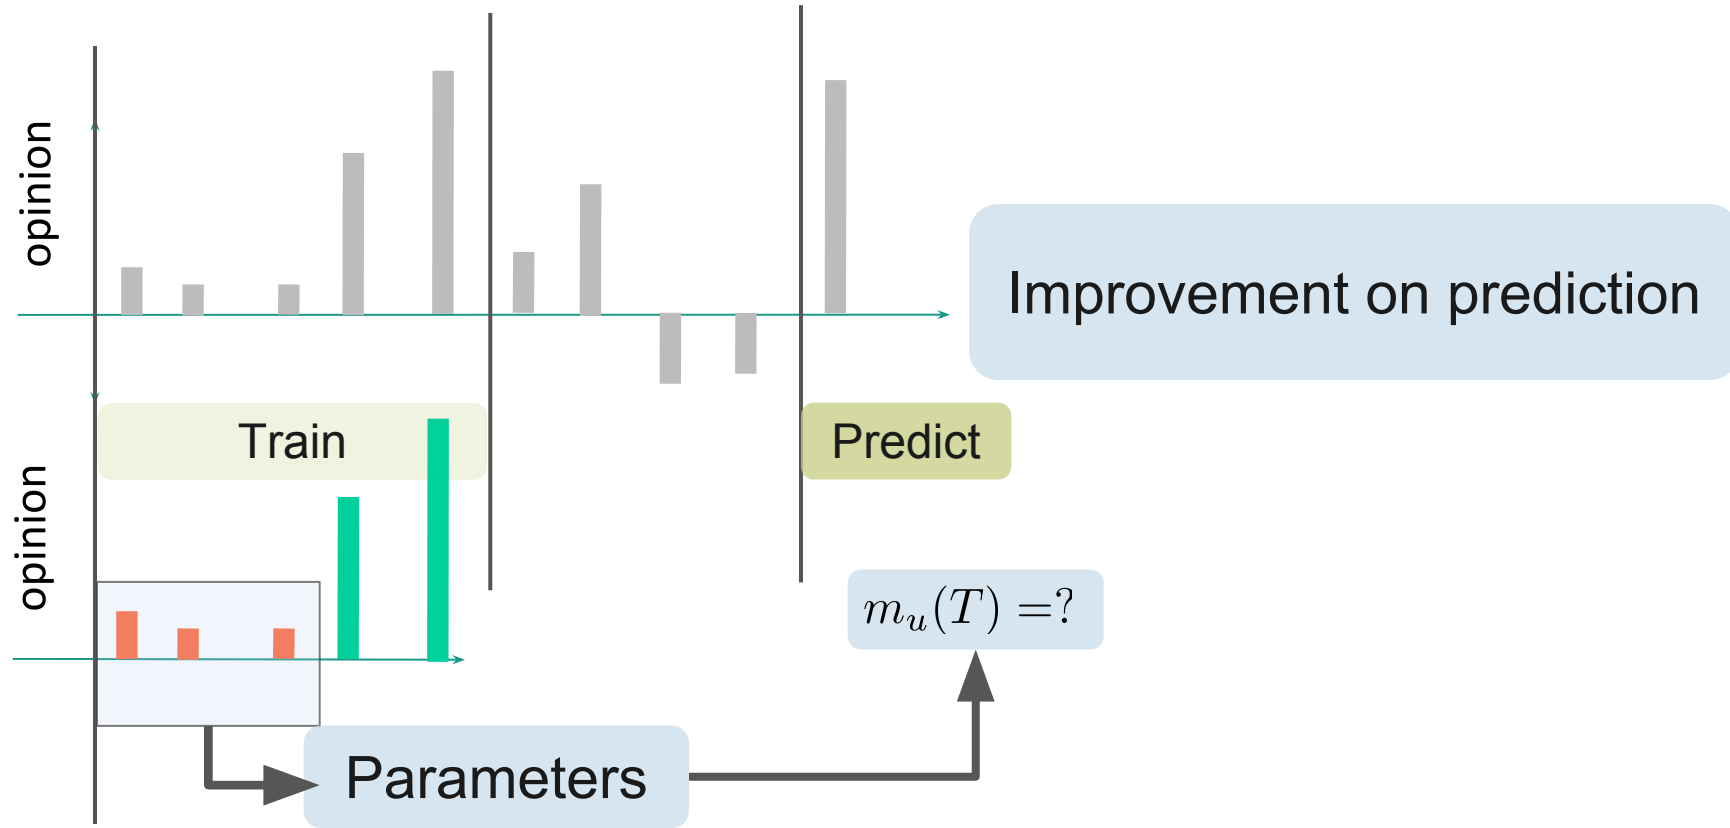 opinion
Improvement on prediction
Train
Predict
opinion
m_u(T) =?
Parameters